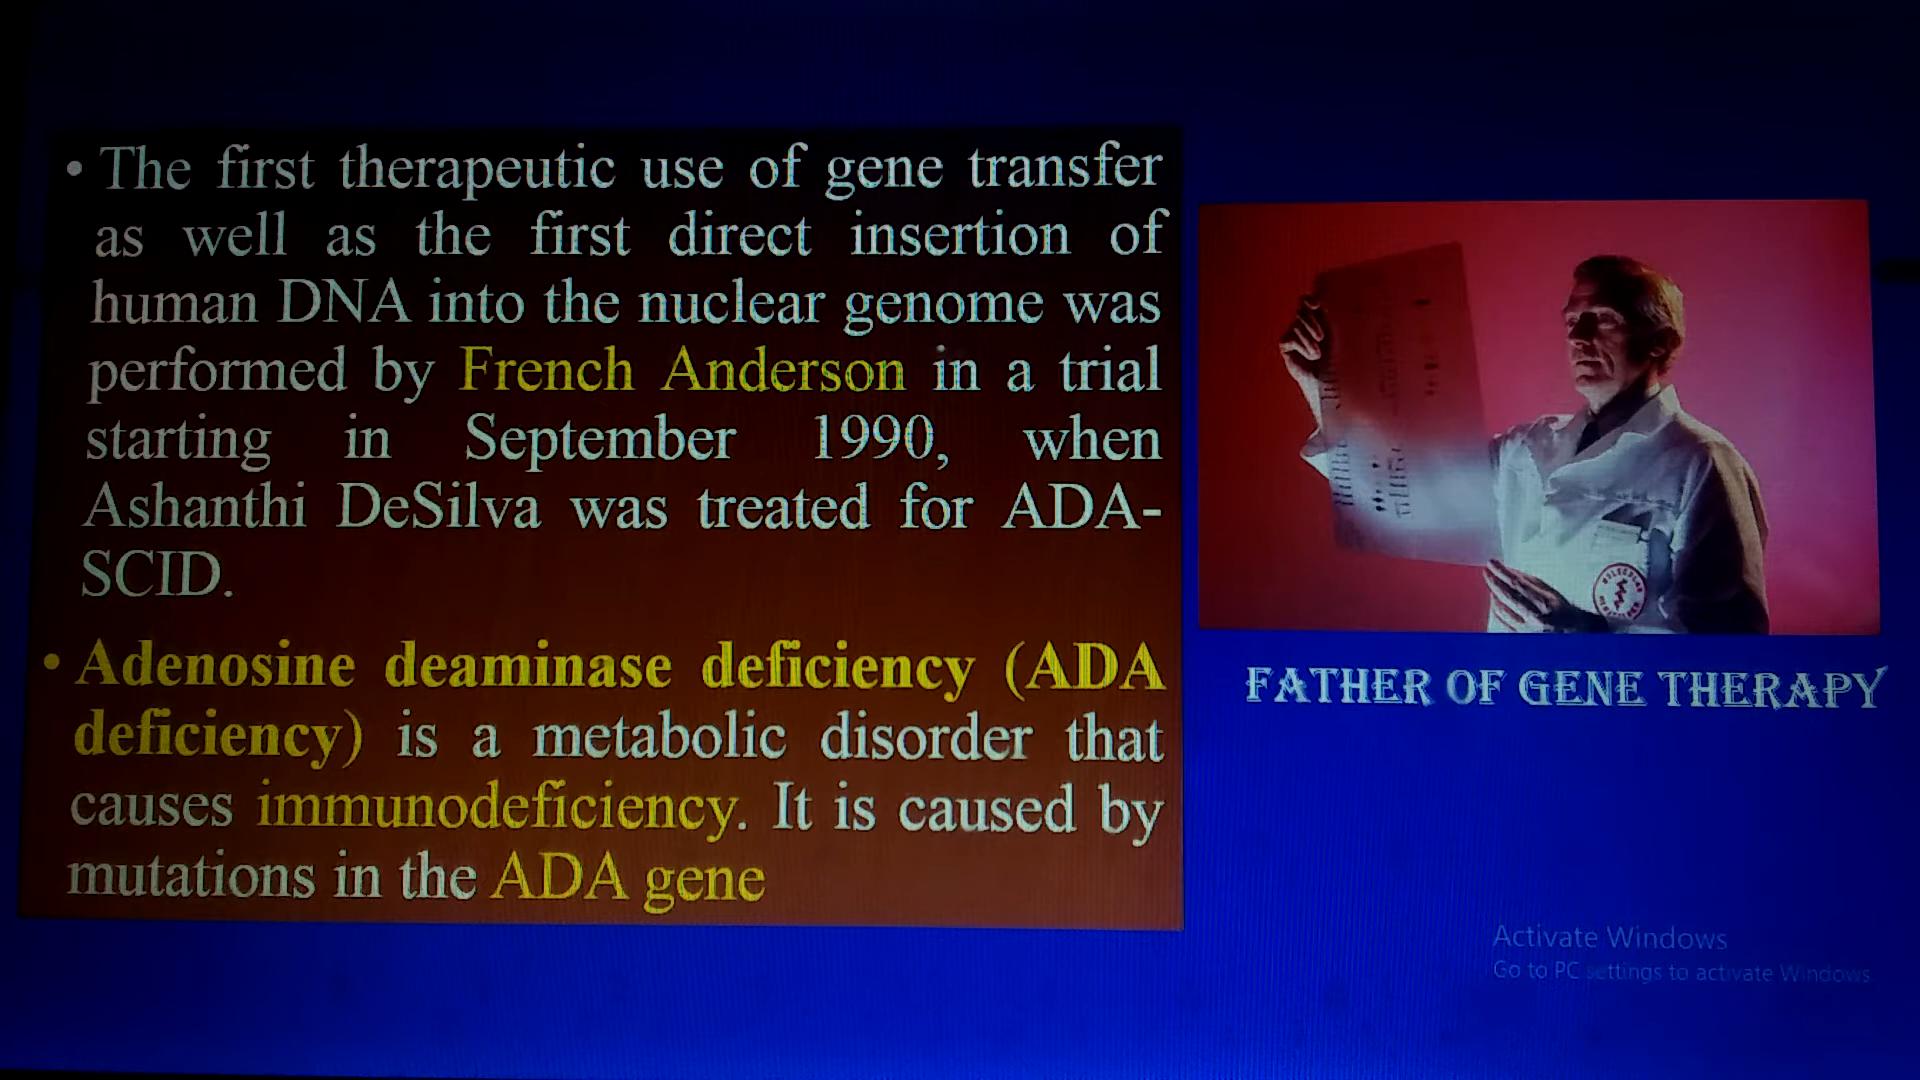 • The first therapeutic use of gene transfer
as well as the first direct insertion of
human DNA into the nuclear genome was
performed by French Anderson in a trial
starting in September 1990, when
Ashanthi DeSilva was treated for ADA-
SCID.
• Adenosine deaminase deficiency (ADA
deficiency) is a metabolic disorder that
causes immunodeficiency. It is caused by
mutations in the ADA gene
FATHER OF GENE THERAPY
Activate Windows
Go to PC settings to activate Windows.